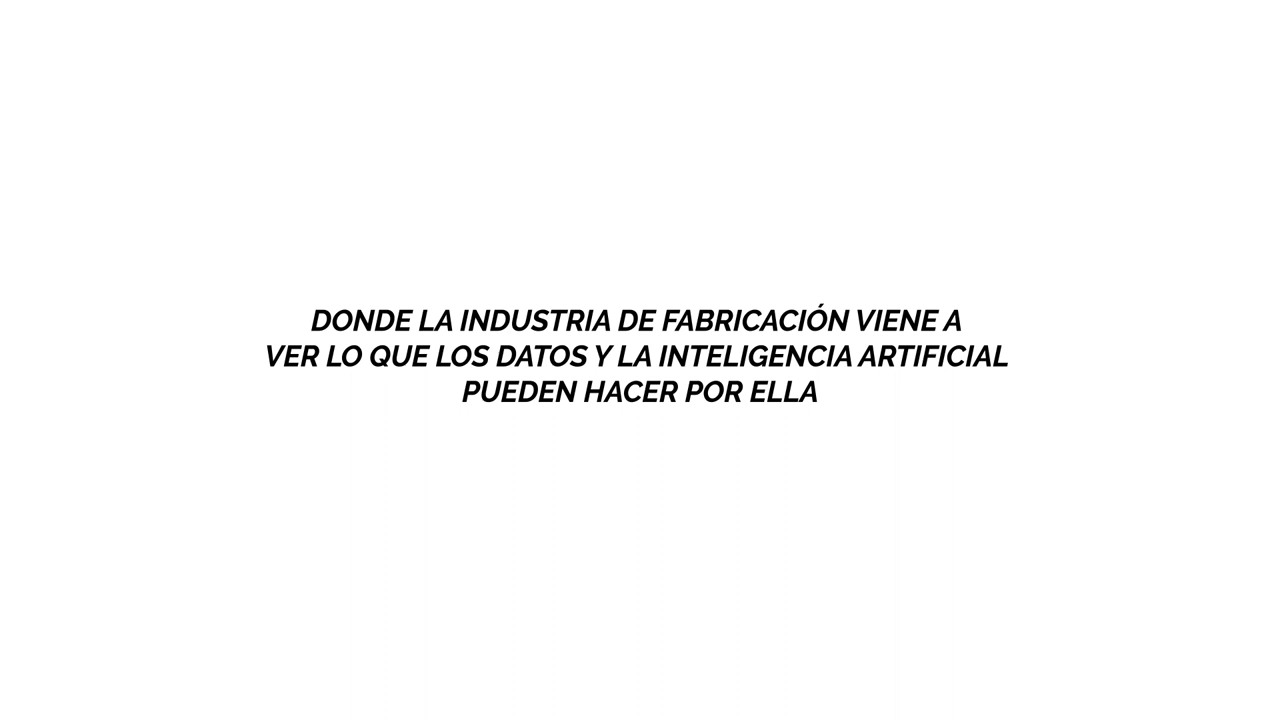 DONDE LA INDUSTRIA DE FABRICACIÓN VIENE A
VER LO QUE LOS DATOS Y LA INTELIGENCIA ARTIFICIAL
PUEDEN HACER POR ELLA